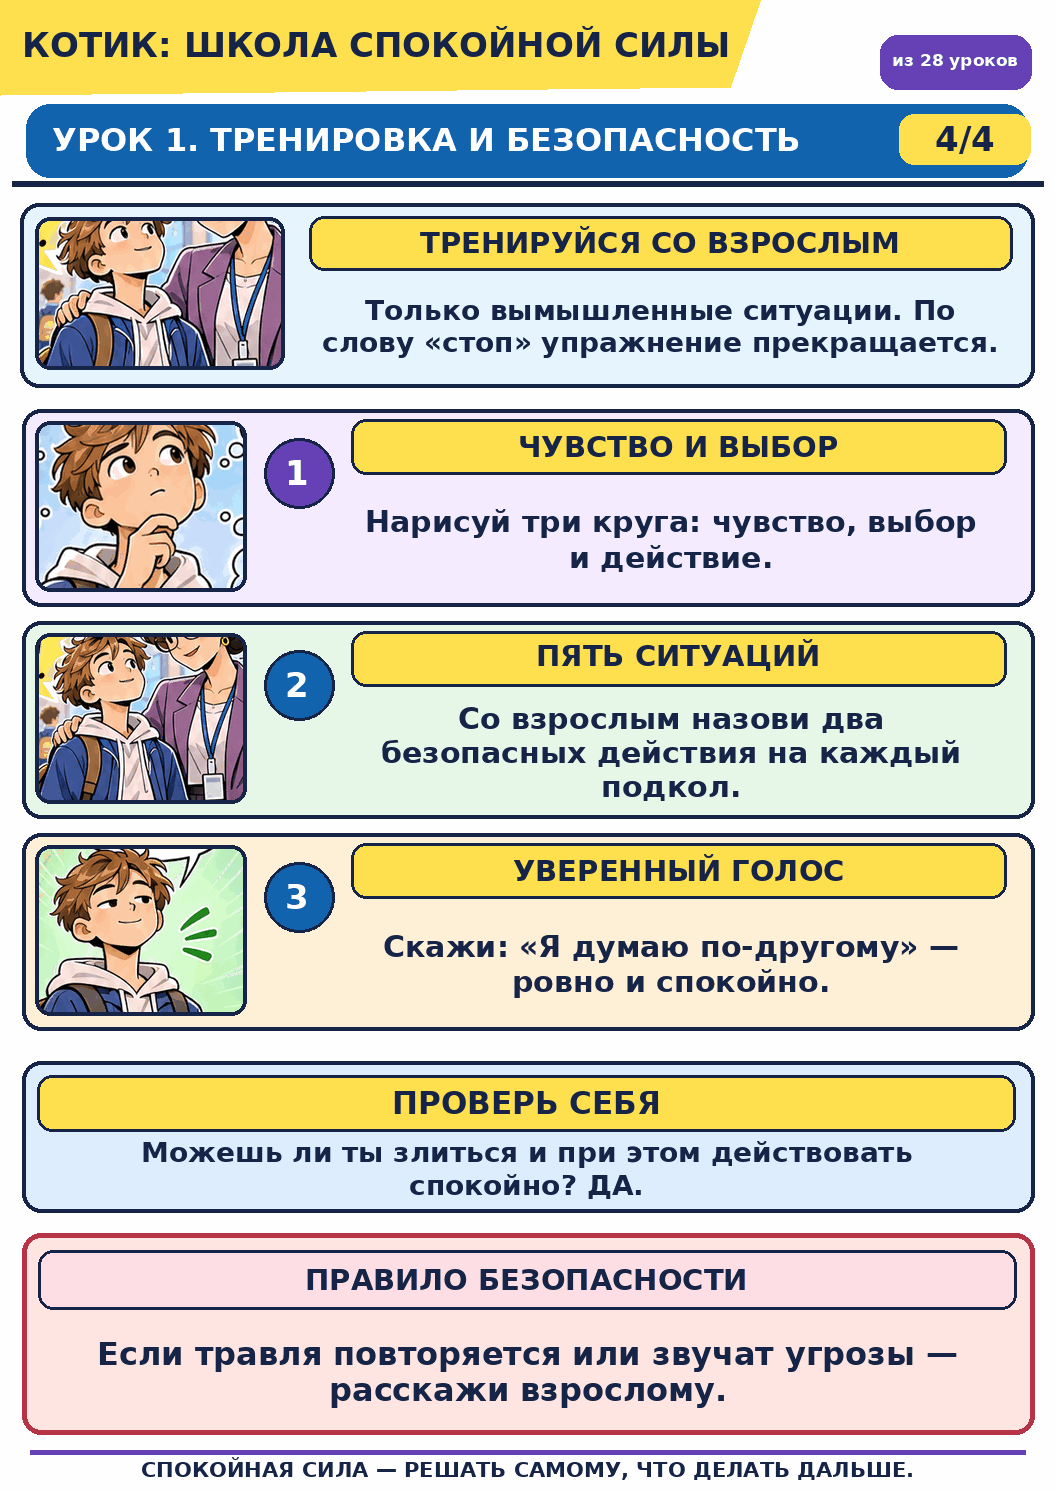 КОТИК: ШКОЛА СПОКОЙНОЙ СИЛЫ
из 28 уроков
УРОК 1. ТРЕНИРОВКА И БЕЗОПАСНОСТЬ
4/4
ТРЕНИРУЙСЯ СО ВЗРОСЛЫМ
Только вымышленные ситуации. По
слову «стоп» упражнение прекращается.
1
ЧУВСТВО И ВЫБОР
Нарисуй три круга: чувство, выбор
и действие.
2
ПЯТЬ СИТУАЦИЙ
Со взрослым назови два
безопасных действия на каждый
подкол.
3
УВЕРЕННЫЙ ГОЛОС
Скажи: «Я думаю по-другому» —
ровно и спокойно.
ПРОВЕРЬ СЕБЯ
Можешь ли ты злиться и при этом действовать
спокойно? ДА.
ПРАВИЛО БЕЗОПАСНОСТИ
Если травля повторяется или звучат угрозы —
расскажи взрослому.
СПОКОЙНАЯ СИЛА — РЕШАТЬ САМОМУ, ЧТО ДЕЛАТЬ ДАЛЬШЕ.